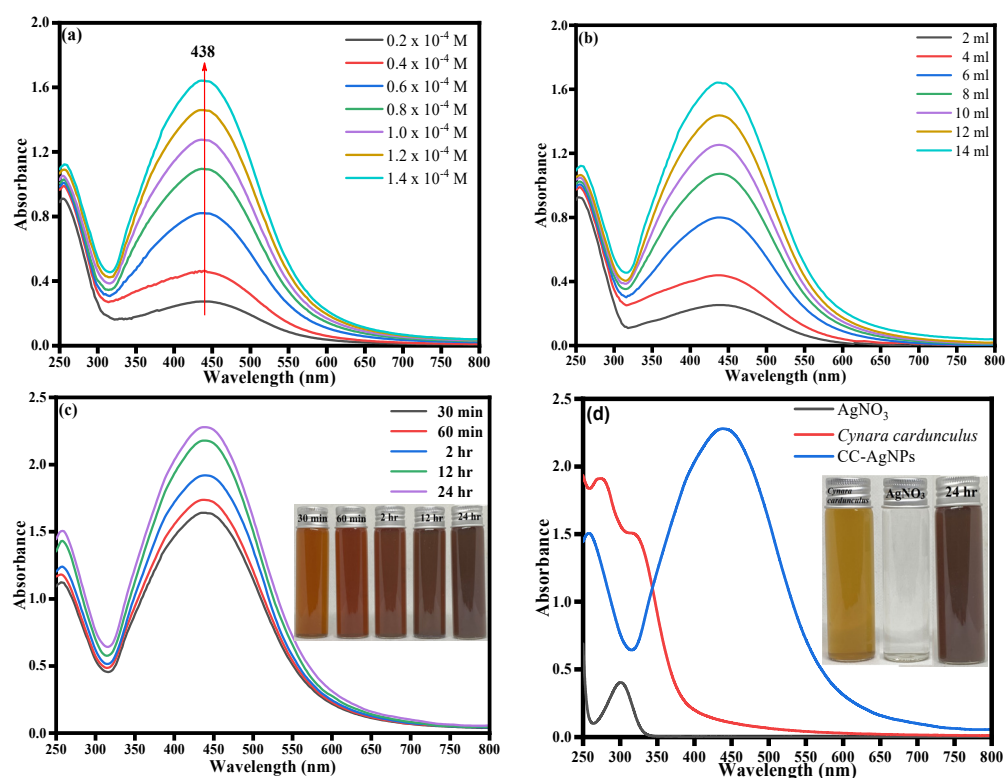 (a)
438
0.2 x 10⁻⁴ M
0.4 x 10⁻⁴ M
0.6 x 10⁻⁴ M
0.8 x 10⁻⁴ M
1.0 x 10⁻⁴ M
1.2 x 10⁻⁴ M
1.4 x 10⁻⁴ M
2.0
1.6
1.2
0.8
0.4
0.0
Absorbance
250 300 350 400 450 500 550 600 650 700 750 800
Wavelength (nm)
(b)
2 ml
4 ml
6 ml
8 ml
10 ml
12 ml
14 ml
2.0
1.6
1.2
0.8
0.4
0.0
Absorbance
250 300 350 400 450 500 550 600 650 700 750 800
Wavelength (nm)
(c)
30 min
60 min
2 hr
12 hr
24 hr
30 min 60 min 2 hr 12 hr 24 hr
2.5
2.0
1.5
1.0
0.5
0.0
Absorbance
250 300 350 400 450 500 550 600 650 700 750 800
Wavelength (nm)
(d)
AgNO₃
Cynara cardunculus
CC-AgNPs
Cynara cardunculus AgNO₃ 24 hr
2.5
2.0
1.5
1.0
0.5
0.0
Absorbance
250 300 350 400 450 500 550 600 650 700 750 800
Wavelength (nm)